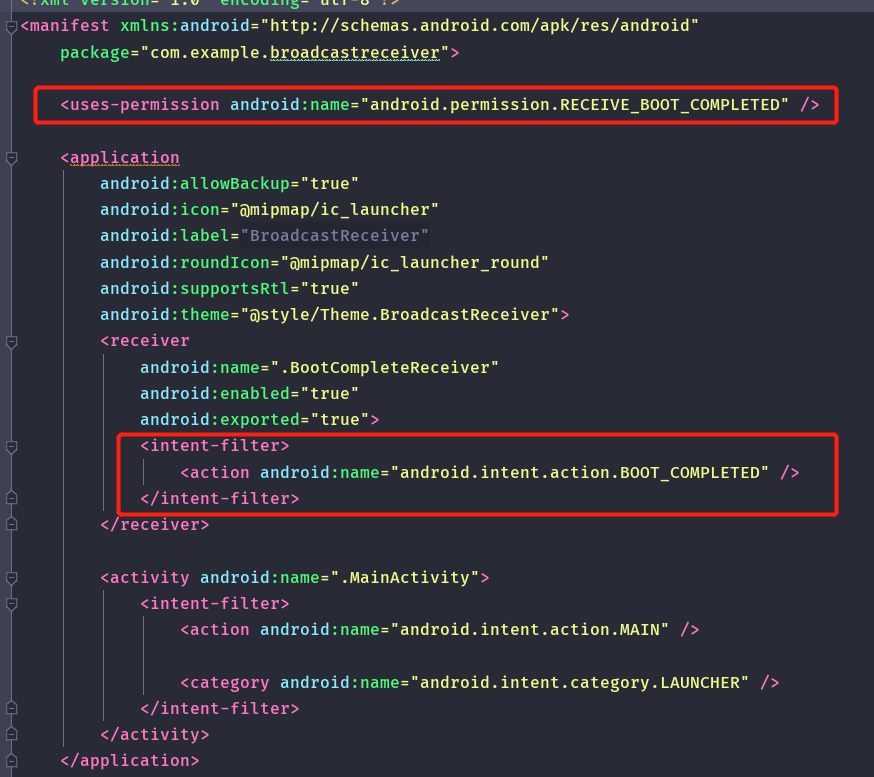 <?xml version="1.0" encoding="utf-8"?>
<manifest xmlns:android="http://schemas.android.com/apk/res/android"
package="com.example.broadcastreceiver">
<uses-permission android:name="android.permission.RECEIVE_BOOT_COMPLETED" />
<application
android:allowBackup="true"
android:icon="@mipmap/ic_launcher"
android:label="BroadcastReceiver"
android:roundIcon="@mipmap/ic_launcher_round"
android:supportsRtl="true"
android:theme="@style/Theme.BroadcastReceiver">
<receiver
android:name=".BootCompleteReceiver"
android:enabled="true"
android:exported="true">
<intent-filter>
<action android:name="android.intent.action.BOOT_COMPLETED" />
</intent-filter>
</receiver>
<activity android:name=".MainActivity">
<intent-filter>
<action android:name="android.intent.action.MAIN" />
<category android:name="android.intent.category.LAUNCHER" />
</intent-filter>
</activity>
</application>